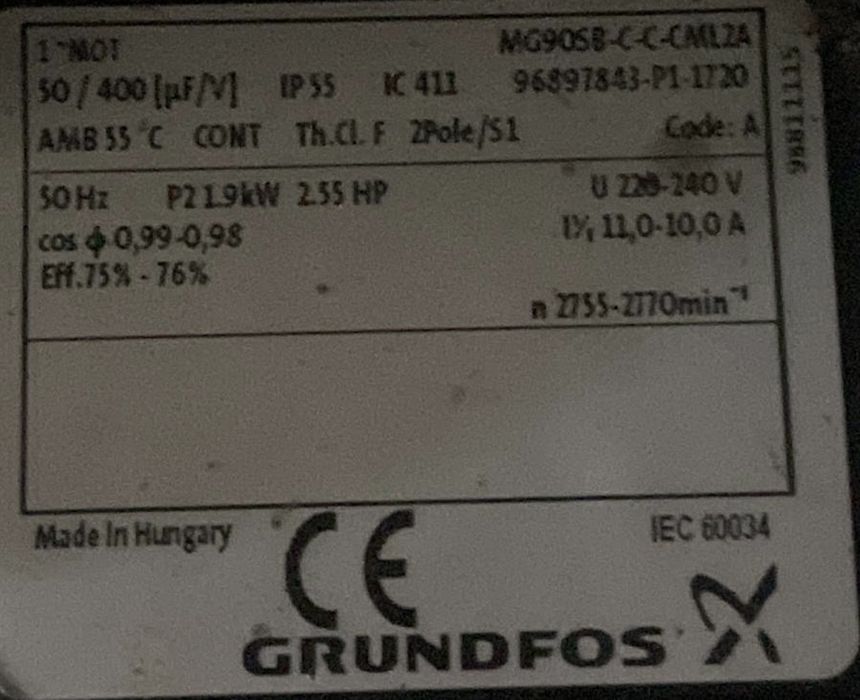 1~MOT MG90SB-C-C-CML2A
50 / 400 [µF/V] IP 55 IC 411 96897843-P1-1720
AMB 55 °C CONT Th.Cl. F 2Pole/S1 Code: A
50 Hz P2 1.9kW 2.55 HP U 220-240 V
cos ϕ 0,99-0,98 I 11,0-10,0 A
Eff.75% - 76%
n 2755-2770min⁻¹
Made in Hungary CE IEC 60034
GRUNDFOS